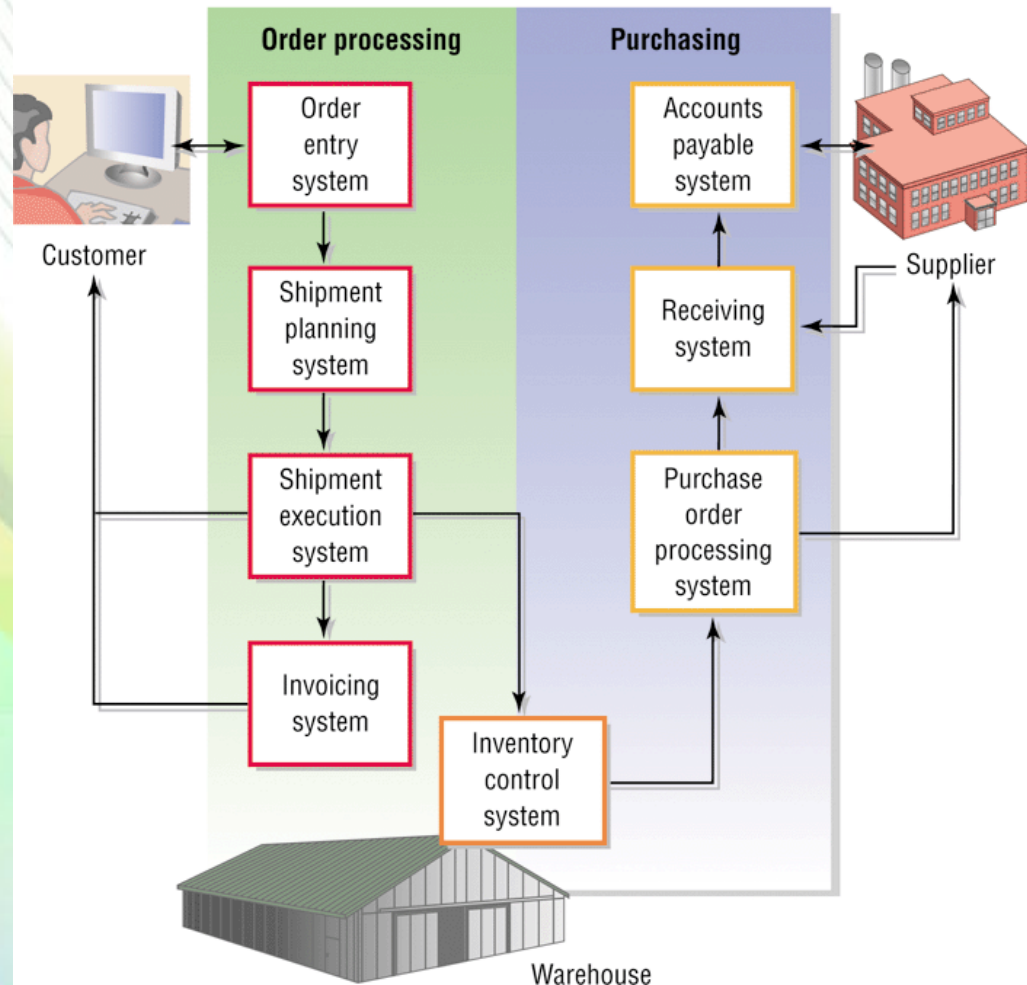 Order processing
Purchasing
Order
entry
system
Accounts
payable
system
Customer
Supplier
Shipment
planning
system
Receiving
system
Shipment
execution
system
Purchase
order
processing
system
Invoicing
system
Inventory
control
system
Warehouse